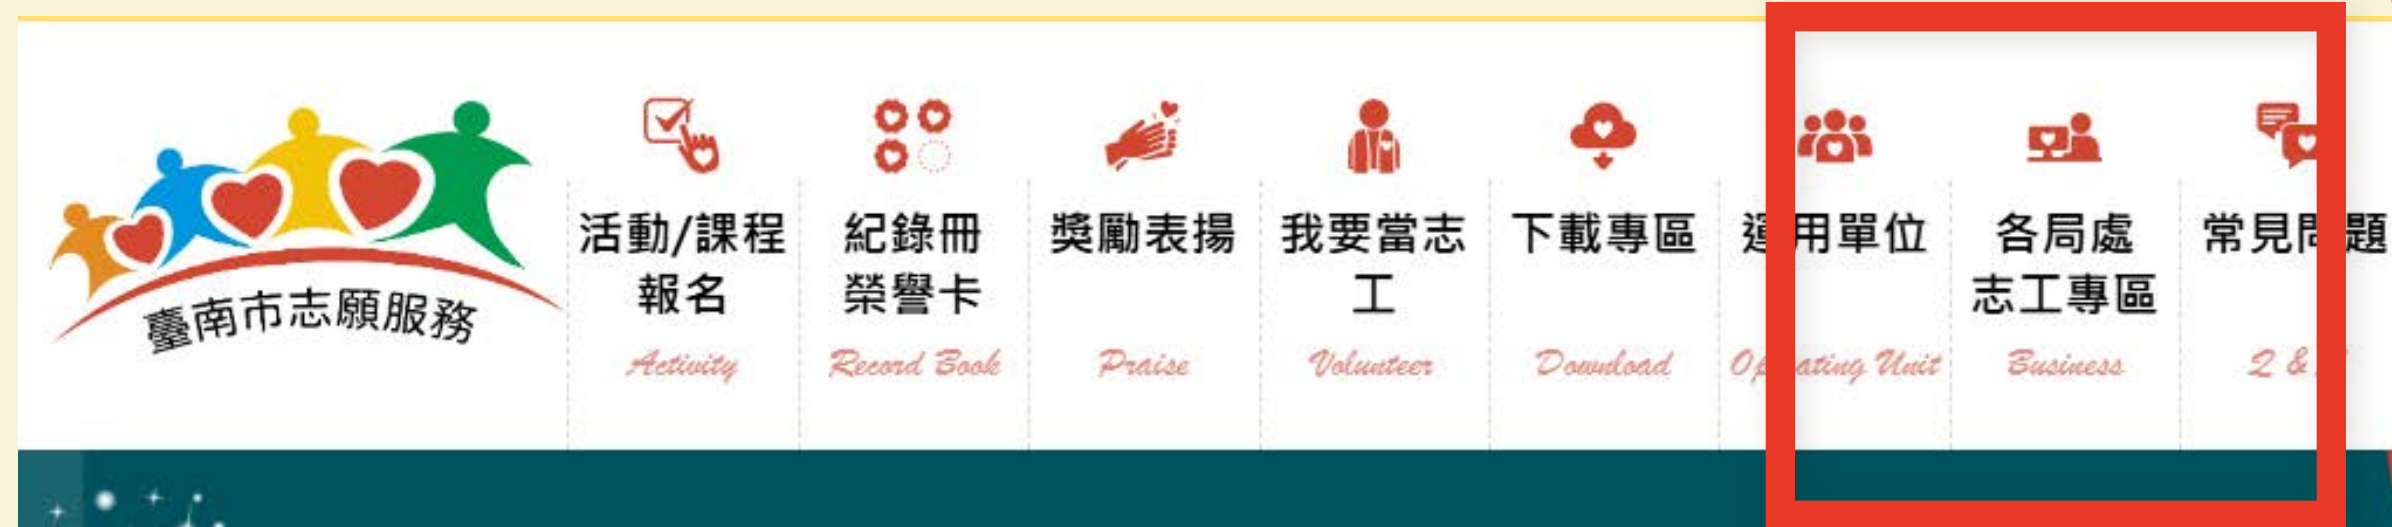 臺南市志願服務
活動/課程
報名
Activity
紀錄冊
榮譽卡
Record Book
獎勵表揚
Praise
我要當志
工
Volunteer
下載專區
Download
運用單位
ating Unit
各局處
志工專區
Business
常見問題
Q &